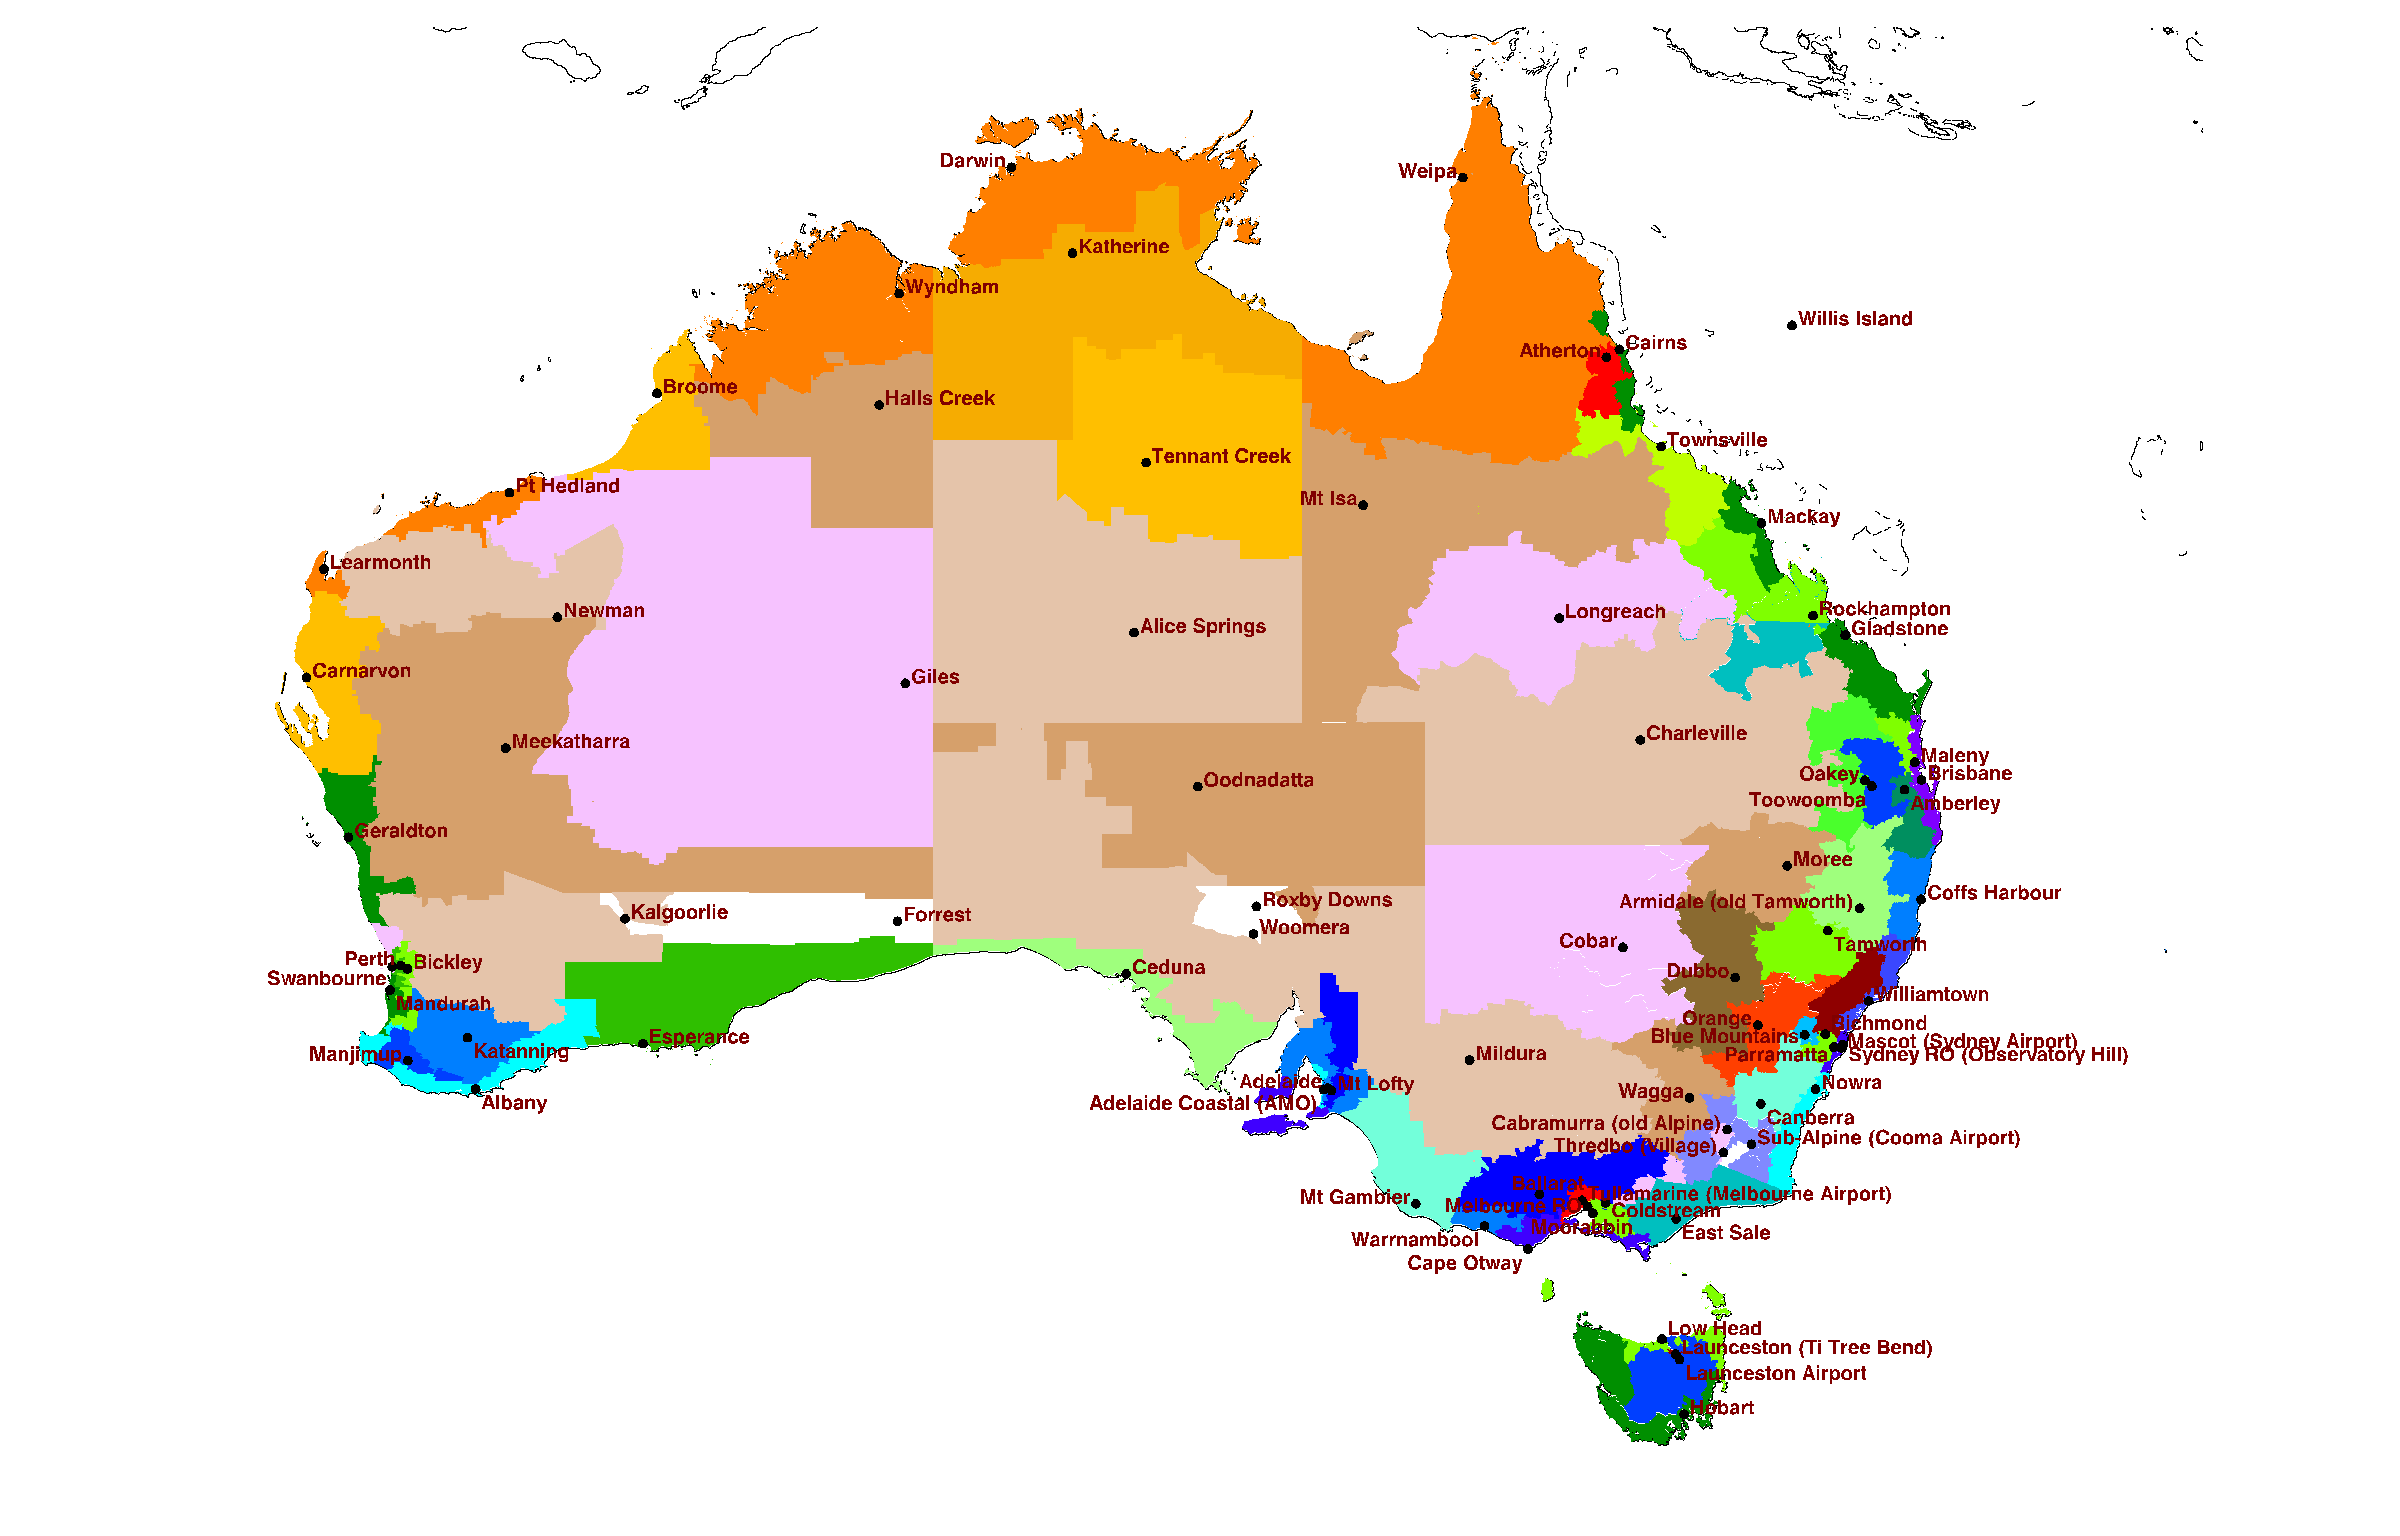 Darwin
Weipa
Katherine
Wyndham
Willis Island
Cairns
Atherton
Broome
Halls Creek
Townsville
Tennant Creek
Pt Hedland
Mt Isa
Mackay
Learmonth
Newman
Longreach
Rockhampton
Gladstone
Alice Springs
Carnarvon
Giles
Charleville
Meekatharra
Maleny
Oakey
Brisbane
Oodnadatta
Toowoomba
Amberley
Geraldton
Moree
Coffs Harbour
Roxby Downs
Armidale (old Tamworth)
Kalgoorlie
Forrest
Woomera
Cobar
Tamworth
Perth
Bickley
Ceduna
Dubbo
Swanbourne
Williamtown
Mandurah
Orange
Richmond
Blue Mountains
Esperance
Mascot (Sydney Airport)
Katanning
Manjimup
Mildura
Parramatta
Sydney RO (Observatory Hill)
Adelaide
Mt Lofty
Nowra
Wagga
Albany
Adelaide Coastal (AMO)
Canberra
Cabramurra (old Alpine)
Sub-Alpine (Cooma Airport)
Thredbo (Village)
Ballarat
Tullamarine (Melbourne Airport)
Mt Gambier
Melbourne RO
Coldstream
Moorabbin
East Sale
Warrnambool
Cape Otway
Low Head
Launceston (Ti Tree Bend)
Launceston Airport
Hobart